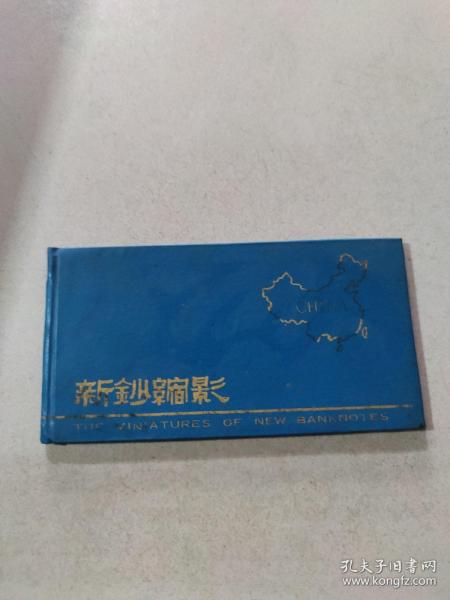 CHINA
新鈔縮影
THE MINIATURES OF NEW BANKNOTES
孔夫子旧书网
www.kongfz.com